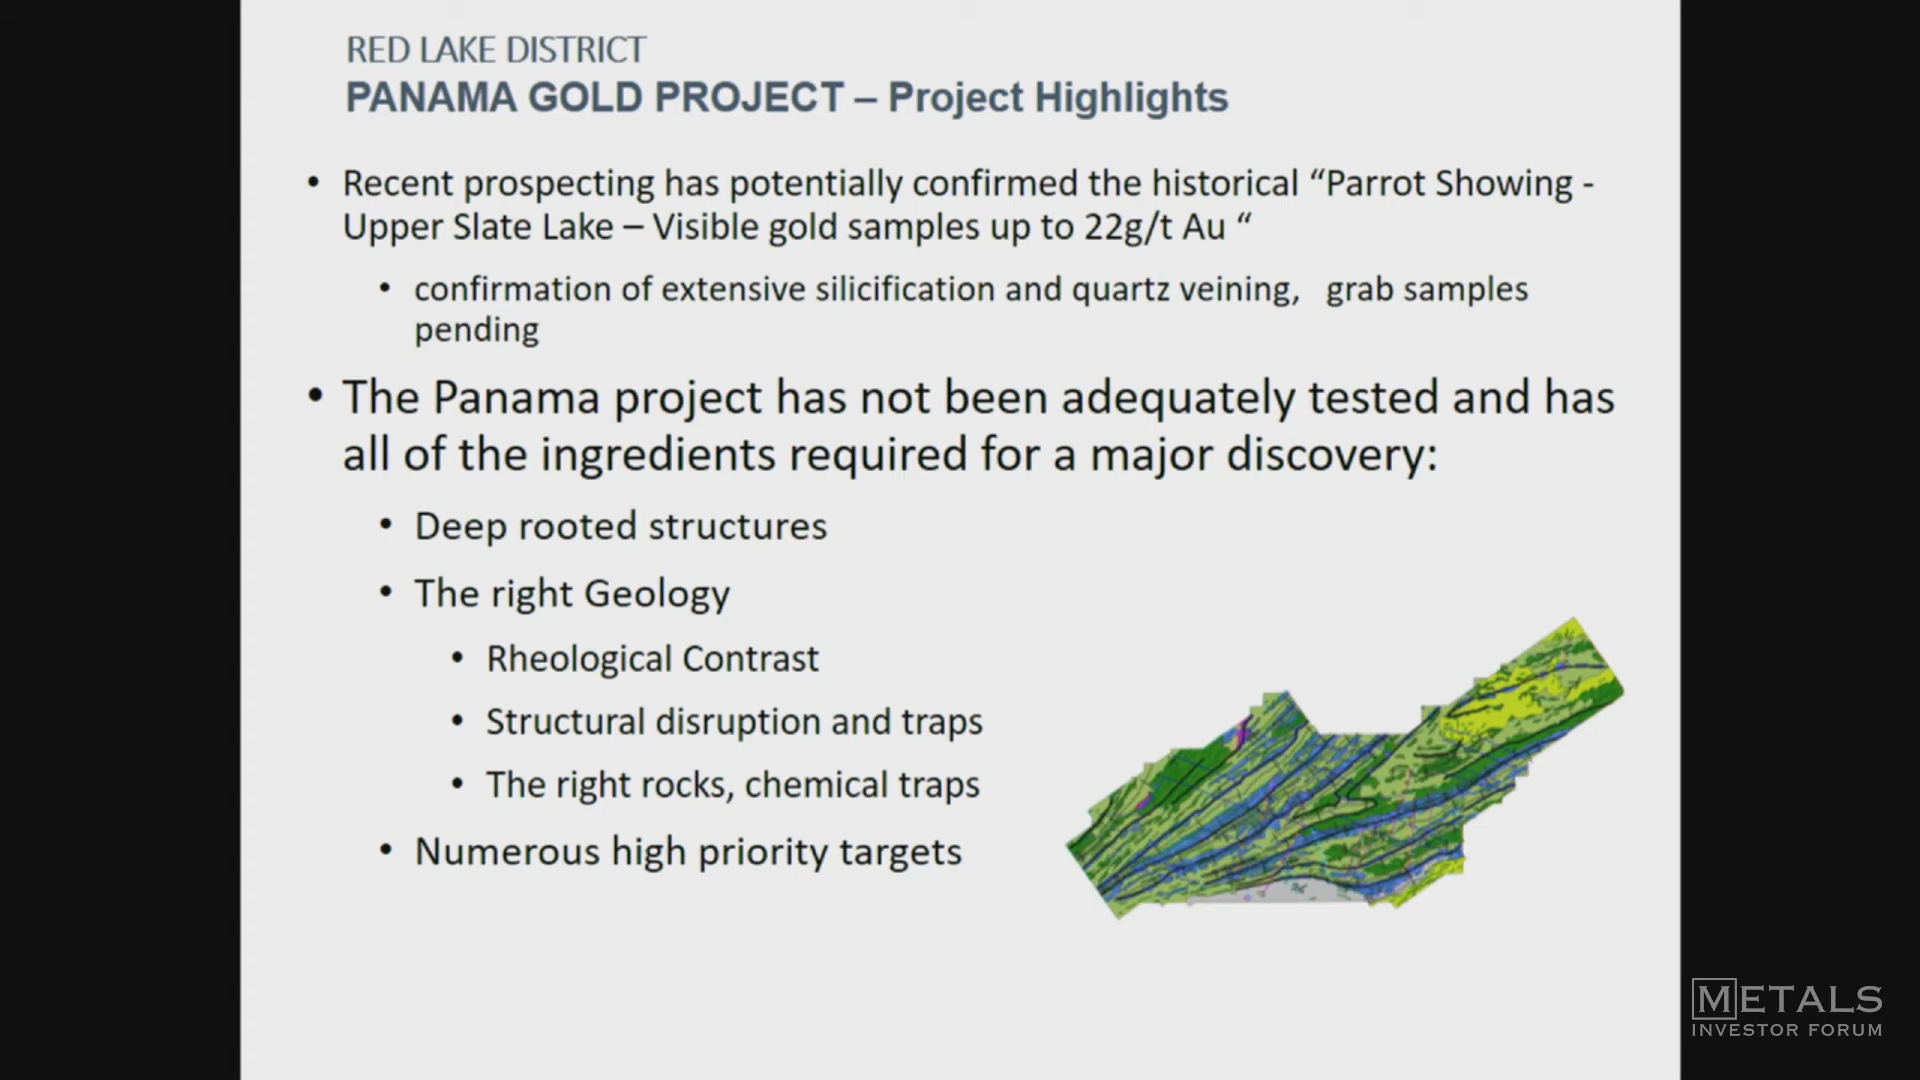 RED LAKE DISTRICT
PANAMA GOLD PROJECT – Project Highlights
• Recent prospecting has potentially confirmed the historical “Parrot Showing -
Upper Slate Lake – Visible gold samples up to 22g/t Au “
• confirmation of extensive silicification and quartz veining, grab samples
pending
• The Panama project has not been adequately tested and has
all of the ingredients required for a major discovery:
• Deep rooted structures
• The right Geology
• Rheological Contrast
• Structural disruption and traps
• The right rocks, chemical traps
• Numerous high priority targets
METALS
INVESTOR FORUM